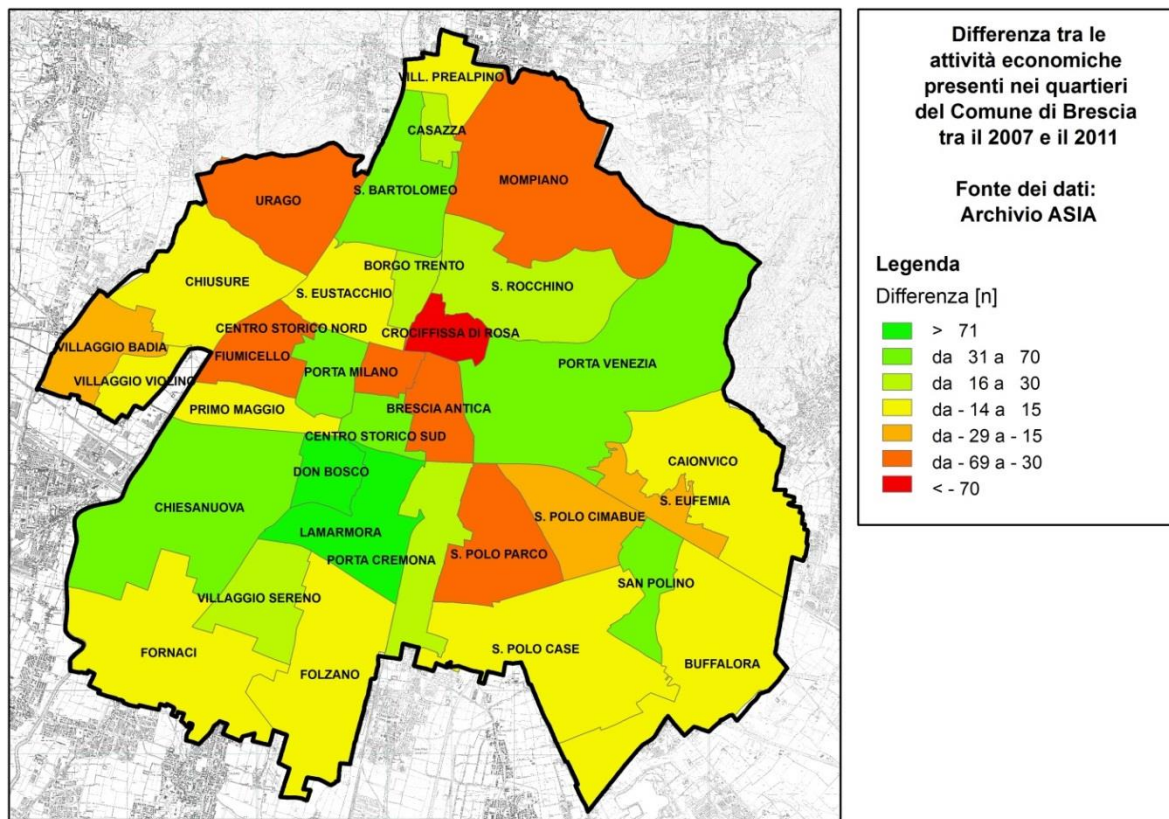 VILL. PREALPINO
CASAZZA
S. BARTOLOMEO
MOMPIANO
URAGO
BORGO TRENTO
CHIUSURE
S. EUSTACCHIO
S. ROCCHINO
CENTRO STORICO NORD
CROCIFFISSA DI ROSA
VILLAGGIO BADIA
FIUMICELLO
PORTA VENEZIA
PORTA MILANO
VILLAGGIO VIOLINO
PRIMO MAGGIO
BRESCIA ANTICA
CENTRO STORICO SUD
CAIONVICO
DON BOSCO
S. EUFEMIA
CHIESANUOVA
S. POLO CIMABUE
LAMARMORA
S. POLO PARCO
PORTA CREMONA
SAN POLINO
VILLAGGIO SERENO
FORNACI
S. POLO CASE
BUFFALORA
FOLZANO
Differenza tra le
attività economiche
presenti nei quartieri
del Comune di Brescia
tra il 2007 e il 2011
Fonte dei dati:
Archivio ASIA
Legenda
Differenza [n]
> 71
da 31 a 70
da 16 a 30
da - 14 a 15
da - 29 a - 15
da - 69 a - 30
< - 70